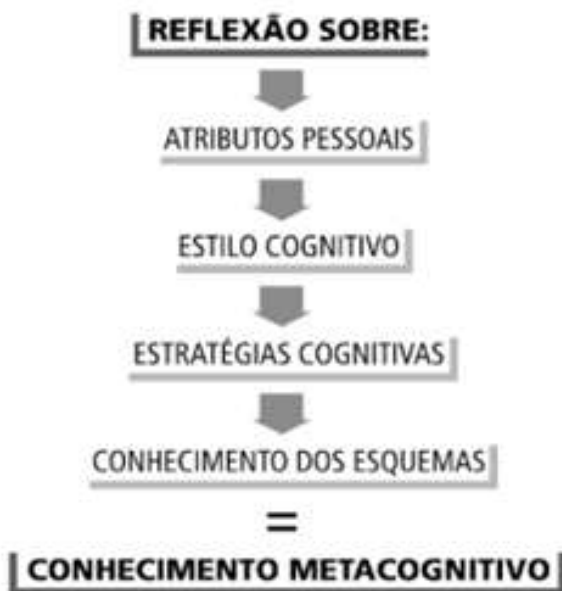 REFLEXÃO SOBRE:
ATRIBUTOS PESSOAIS
ESTILO COGNITIVO
ESTRATÉGIAS COGNITIVAS
CONHECIMENTO DOS ESQUEMAS
=
CONHECIMENTO METACOGNITIVO